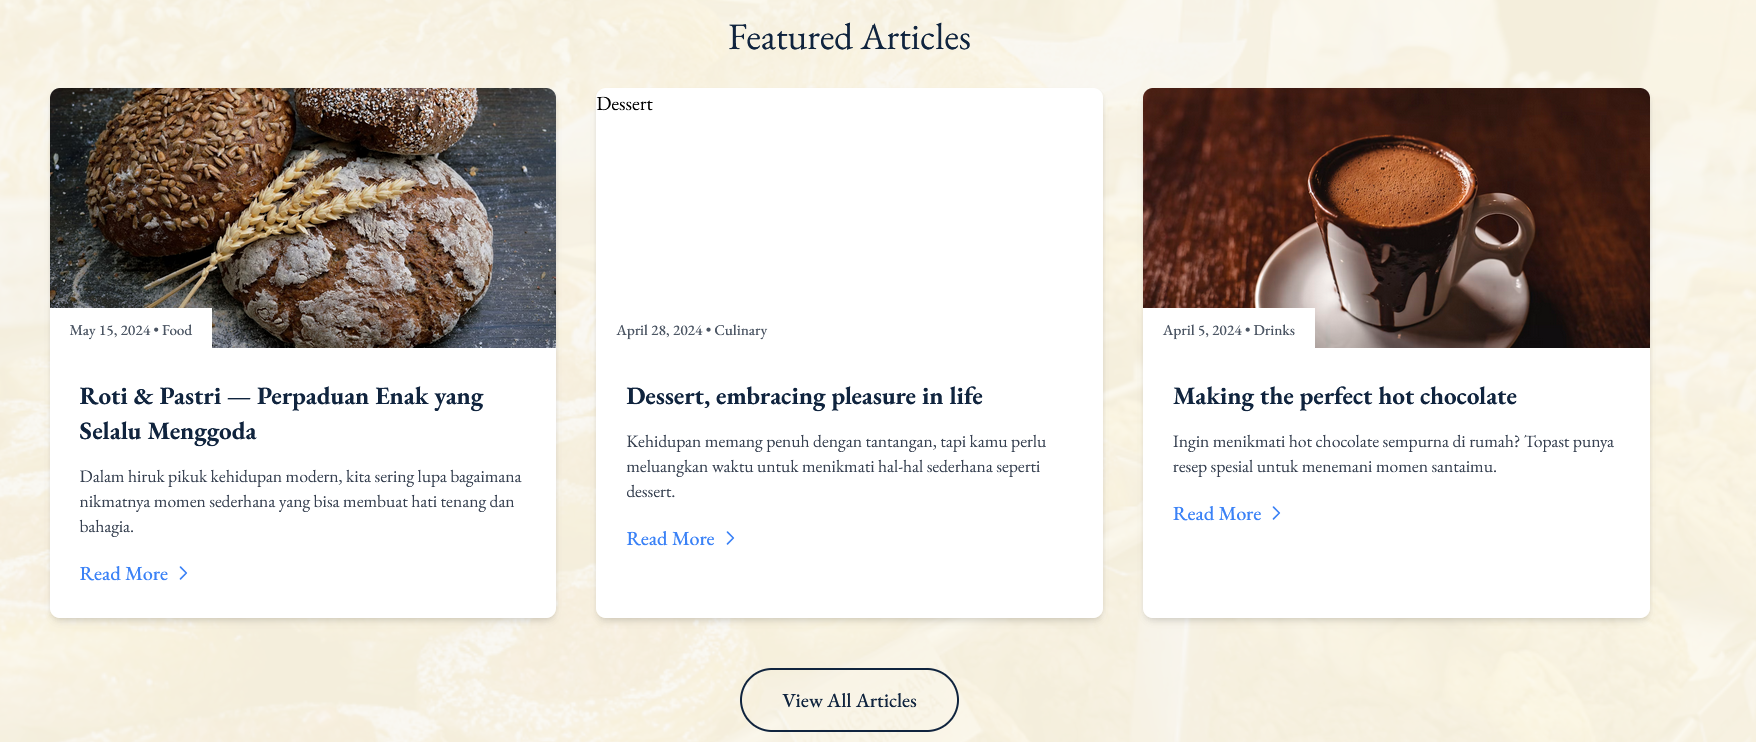 Featured Articles
May 15, 2024 • Food
Roti & Pastri — Perpaduan Enak yang
Selalu Menggoda
Dalam hiruk pikuk kehidupan modern, kita sering lupa bagaimana
nikmatnya momen sederhana yang bisa membuat hati tenang dan
bahagia.
Read More
Dessert
April 28, 2024 • Culinary
Dessert, embracing pleasure in life
Kehidupan memang penuh dengan tantangan, tapi kamu perlu
meluangkan waktu untuk menikmati hal-hal sederhana seperti
dessert.
Read More
April 5, 2024 • Drinks
Making the perfect hot chocolate
Ingin menikmati hot chocolate sempurna di rumah? Topast punya
resep spesial untuk menemani momen santaimu.
Read More
View All Articles